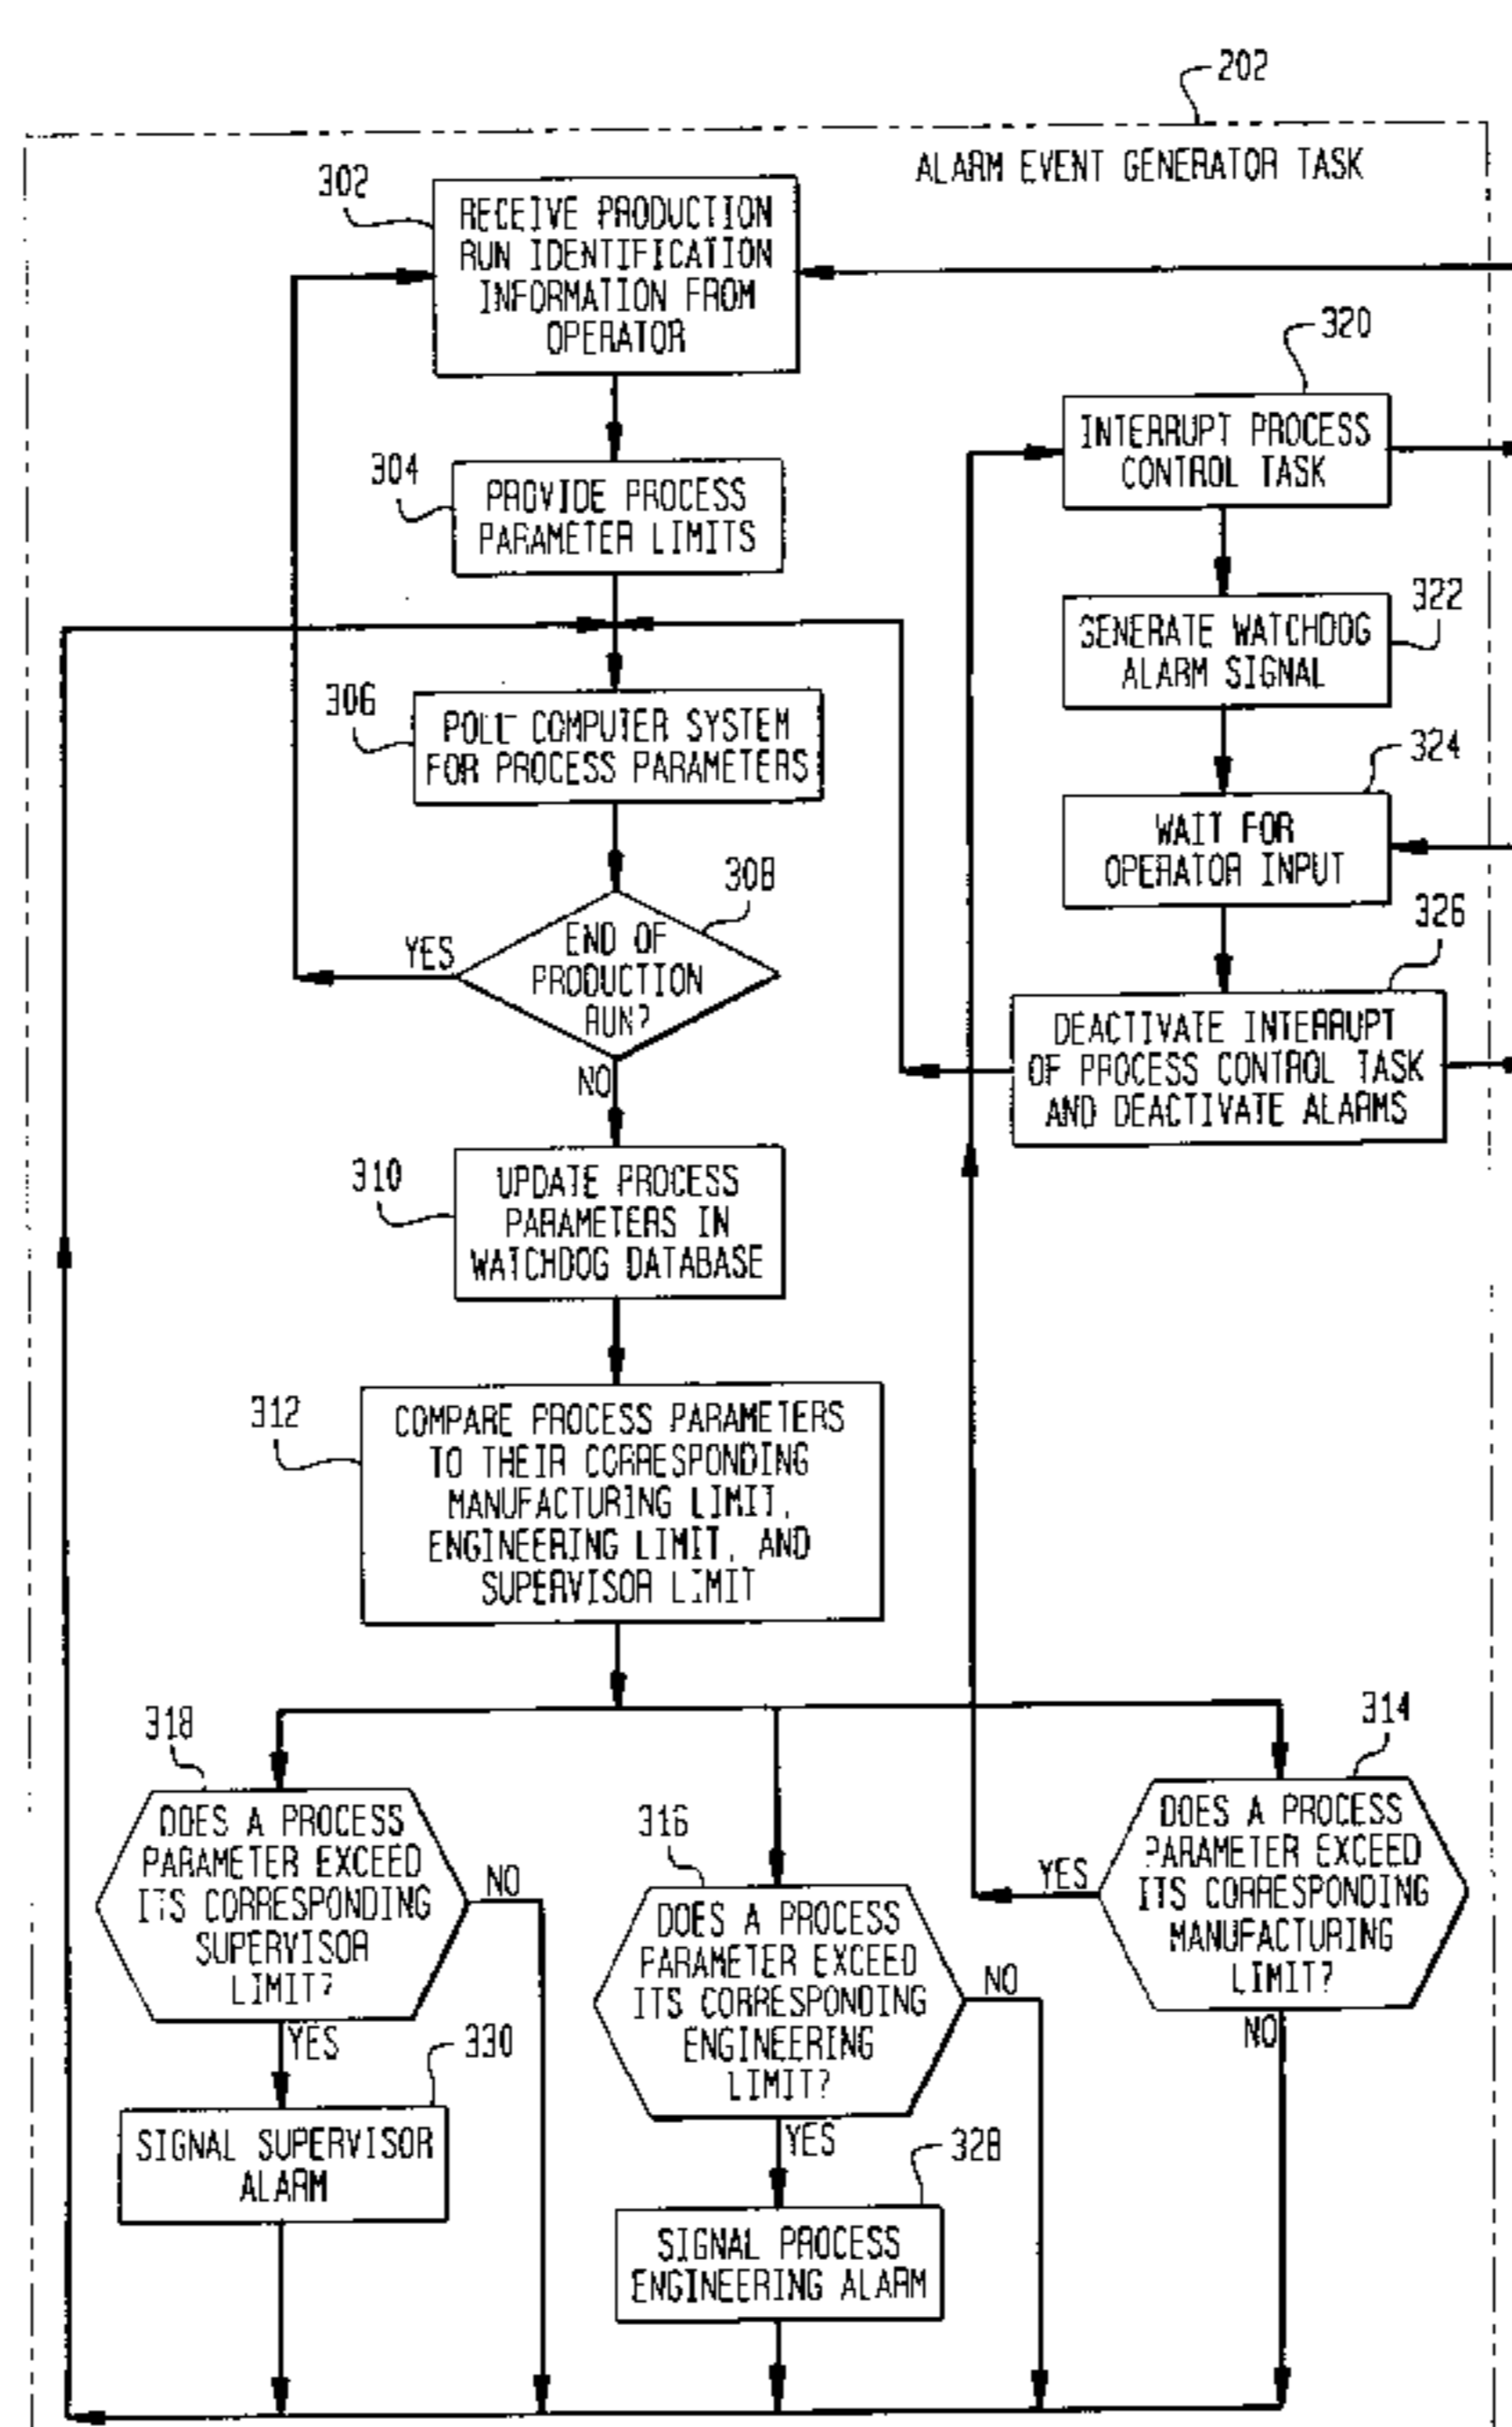 202
ALARM EVENT GENERATOR TASK
302
RECEIVE PRODUCTION
RUN IDENTIFICATION
INFORMATION FROM
OPERATOR
320
INTERRUPT PROCESS
CONTROL TASK
304
PROVIDE PROCESS
PARAMETER LIMITS
322
GENERATE WATCHDOG
ALARM SIGNAL
306
POLL COMPUTER SYSTEM
FOR PROCESS PARAMETERS
324
WAIT FOR
OPERATOR INPUT
308
END OF
PRODUCTION
RUN?
YES
NO
326
DEACTIVATE INTERRUPT
OF PROCESS CONTROL TASK
AND DEACTIVATE ALARMS
310
UPDATE PROCESS
PARAMETERS IN
WATCHDOG DATABASE
312
COMPARE PROCESS PARAMETERS
TO THEIR CORRESPONDING
MANUFACTURING LIMIT,
ENGINEERING LIMIT, AND
SUPERVISOR LIMIT
318
DOES A PROCESS
PARAMETER EXCEED
ITS CORRESPONDING
SUPERVISOR
LIMIT?
NO
YES
330
SIGNAL SUPERVISOR
ALARM
316
DOES A PROCESS
PARAMETER EXCEED
ITS CORRESPONDING
ENGINEERING
LIMIT?
NO
YES
328
SIGNAL PROCESS
ENGINEERING ALARM
314
DOES A PROCESS
PARAMETER EXCEED
ITS CORRESPONDING
MANUFACTURING
LIMIT?
YES
NO